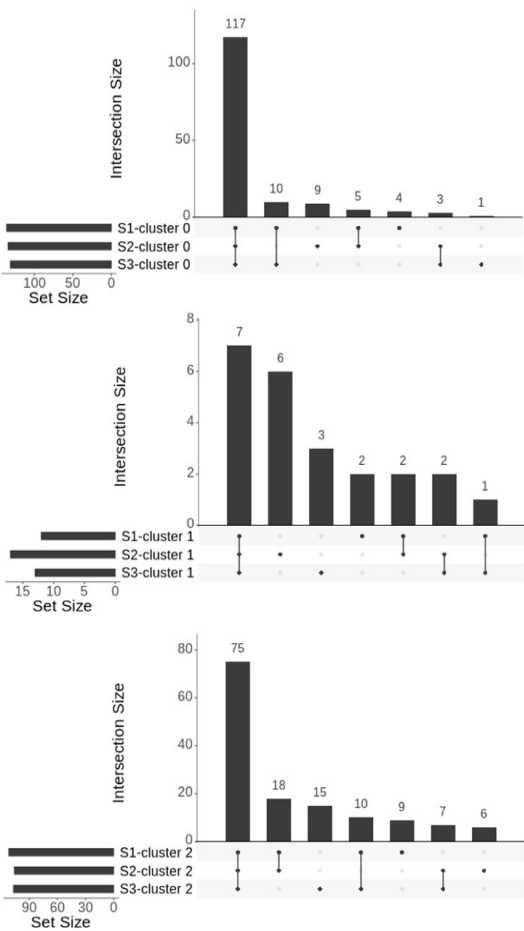 117
Intersection Size
100
50
0
10
9
5
4
3
1
S1-cluster 0
S2-cluster 0
S3-cluster 0
100 50 0
Set Size
8
6
4
2
0
Intersection Size
7
6
3
2
2
2
1
S1-cluster 1
S2-cluster 1
S3-cluster 1
15 10 5 0
Set Size
80
60
40
20
0
Intersection Size
75
18
15
10
9
7
6
S1-cluster 2
S2-cluster 2
S3-cluster 2
90 60 30 0
Set Size